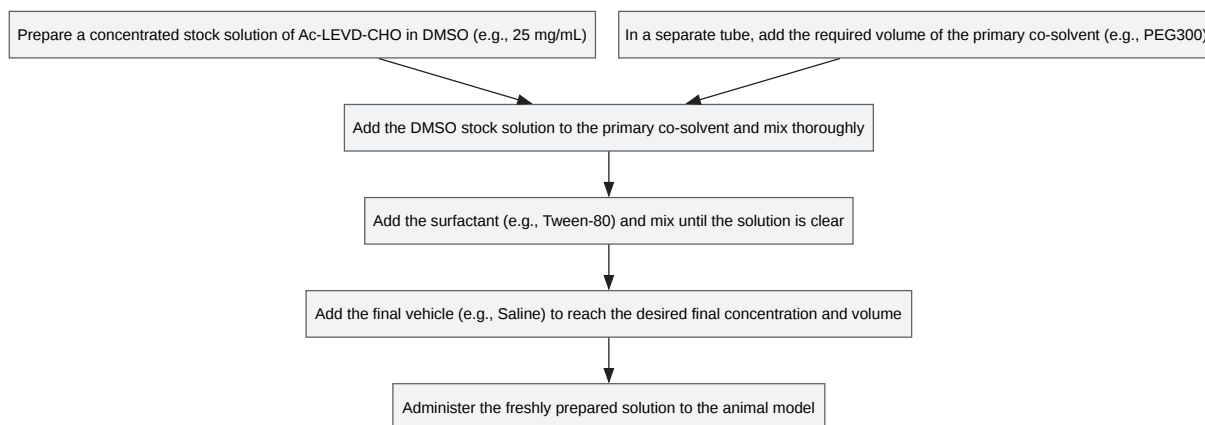 Prepare a concentrated stock solution of Ac-LEVD-CHO in DMSO (e.g., 25 mg/mL)
In a separate tube, add the required volume of the primary co-solvent (e.g., PEG300)
Add the DMSO stock solution to the primary co-solvent and mix thoroughly
Add the surfactant (e.g., Tween-80) and mix until the solution is clear
Add the final vehicle (e.g., Saline) to reach the desired final concentration and volume
Administer the freshly prepared solution to the animal model